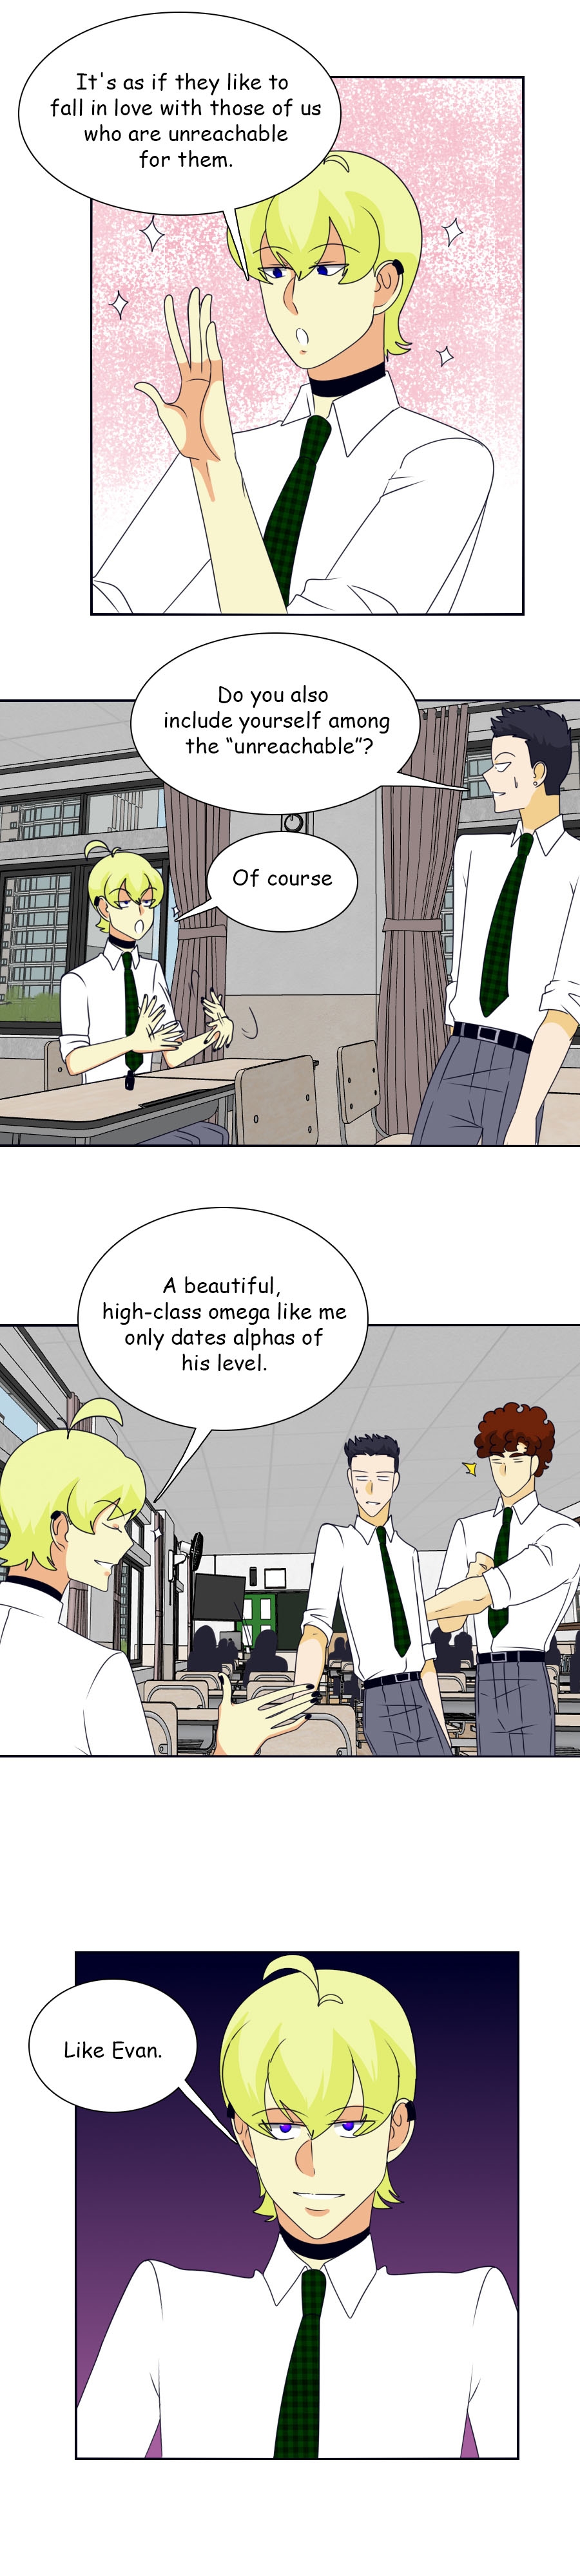 It's as if they like to
fall in love with those of us
who are unreachable
for them.
Do you also
include yourself among
the “unreachable”?
Of course
A beautiful,
high-class omega like me
only dates alphas of
his level.
Like Evan.